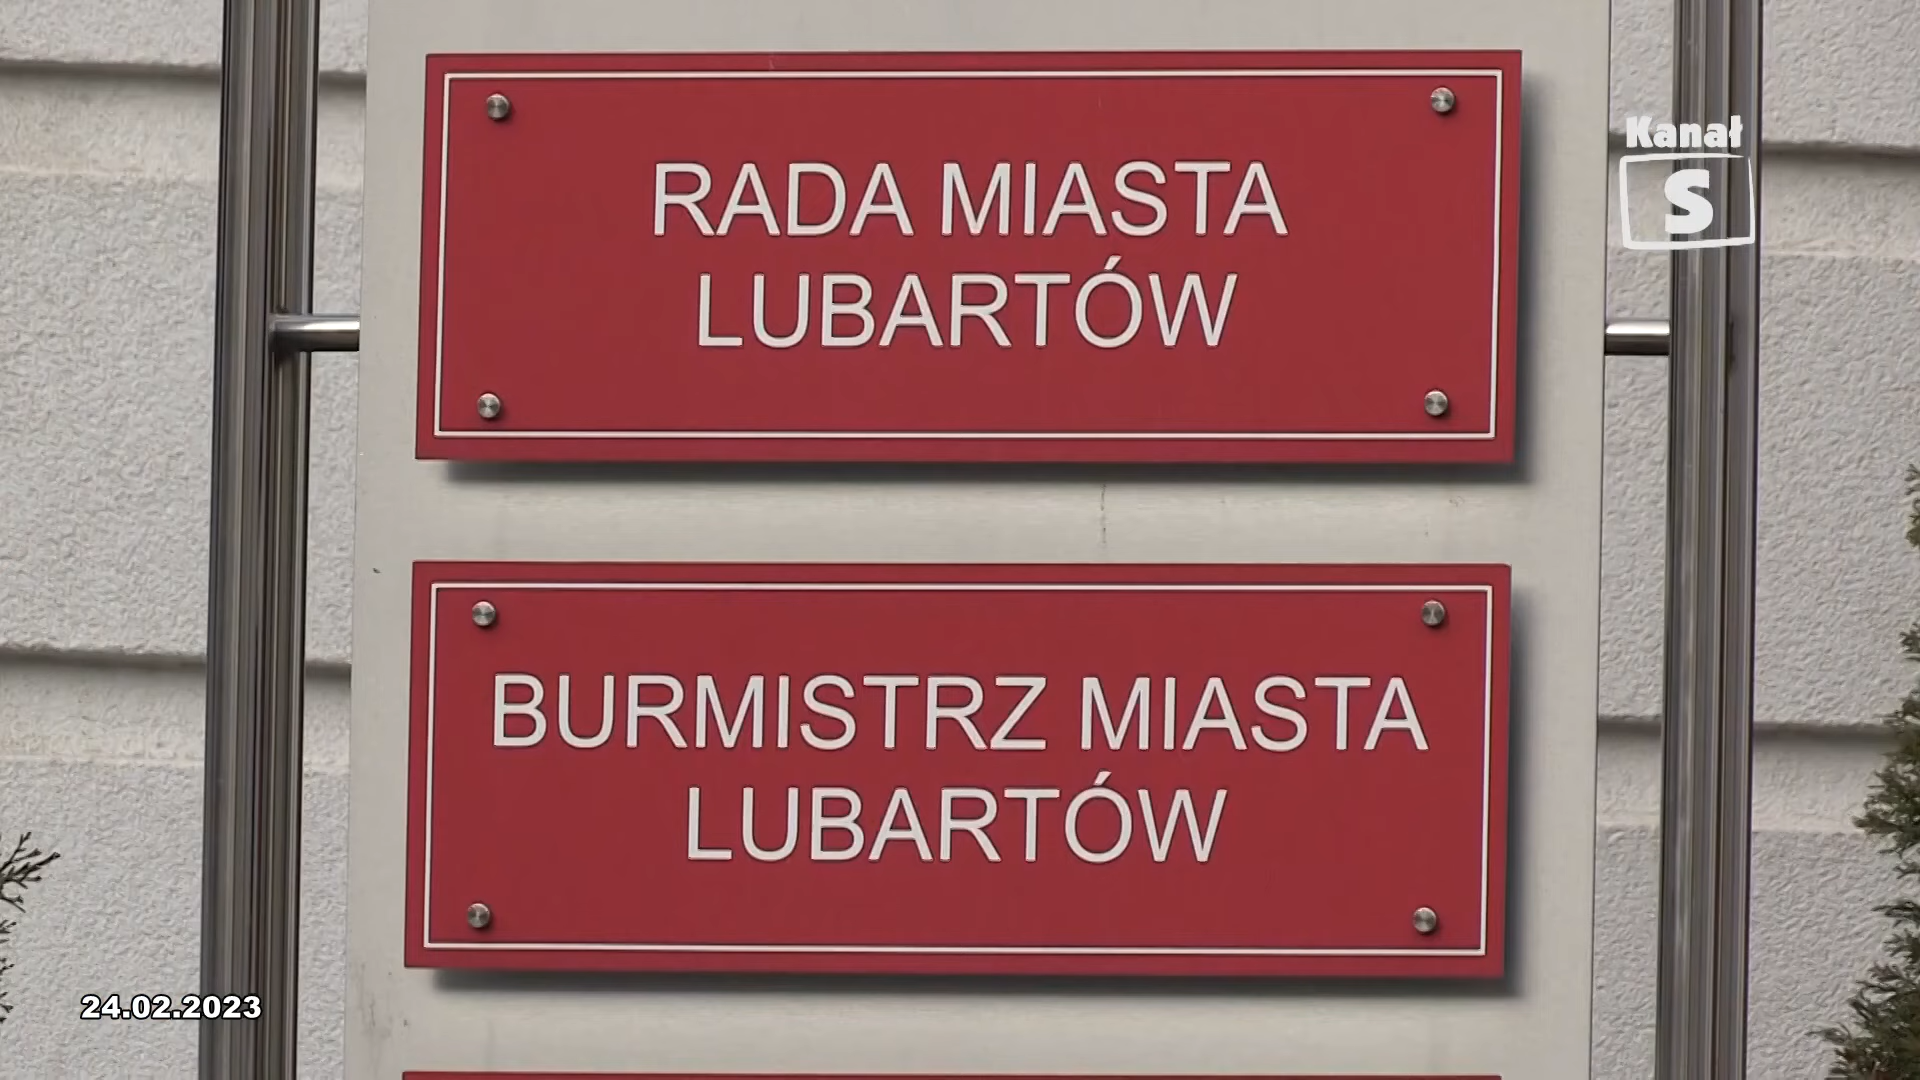 RADA MIASTA
LUBARTÓW
Kanał
S
BURMISTRZ MIASTA
LUBARTÓW
24.02.2023